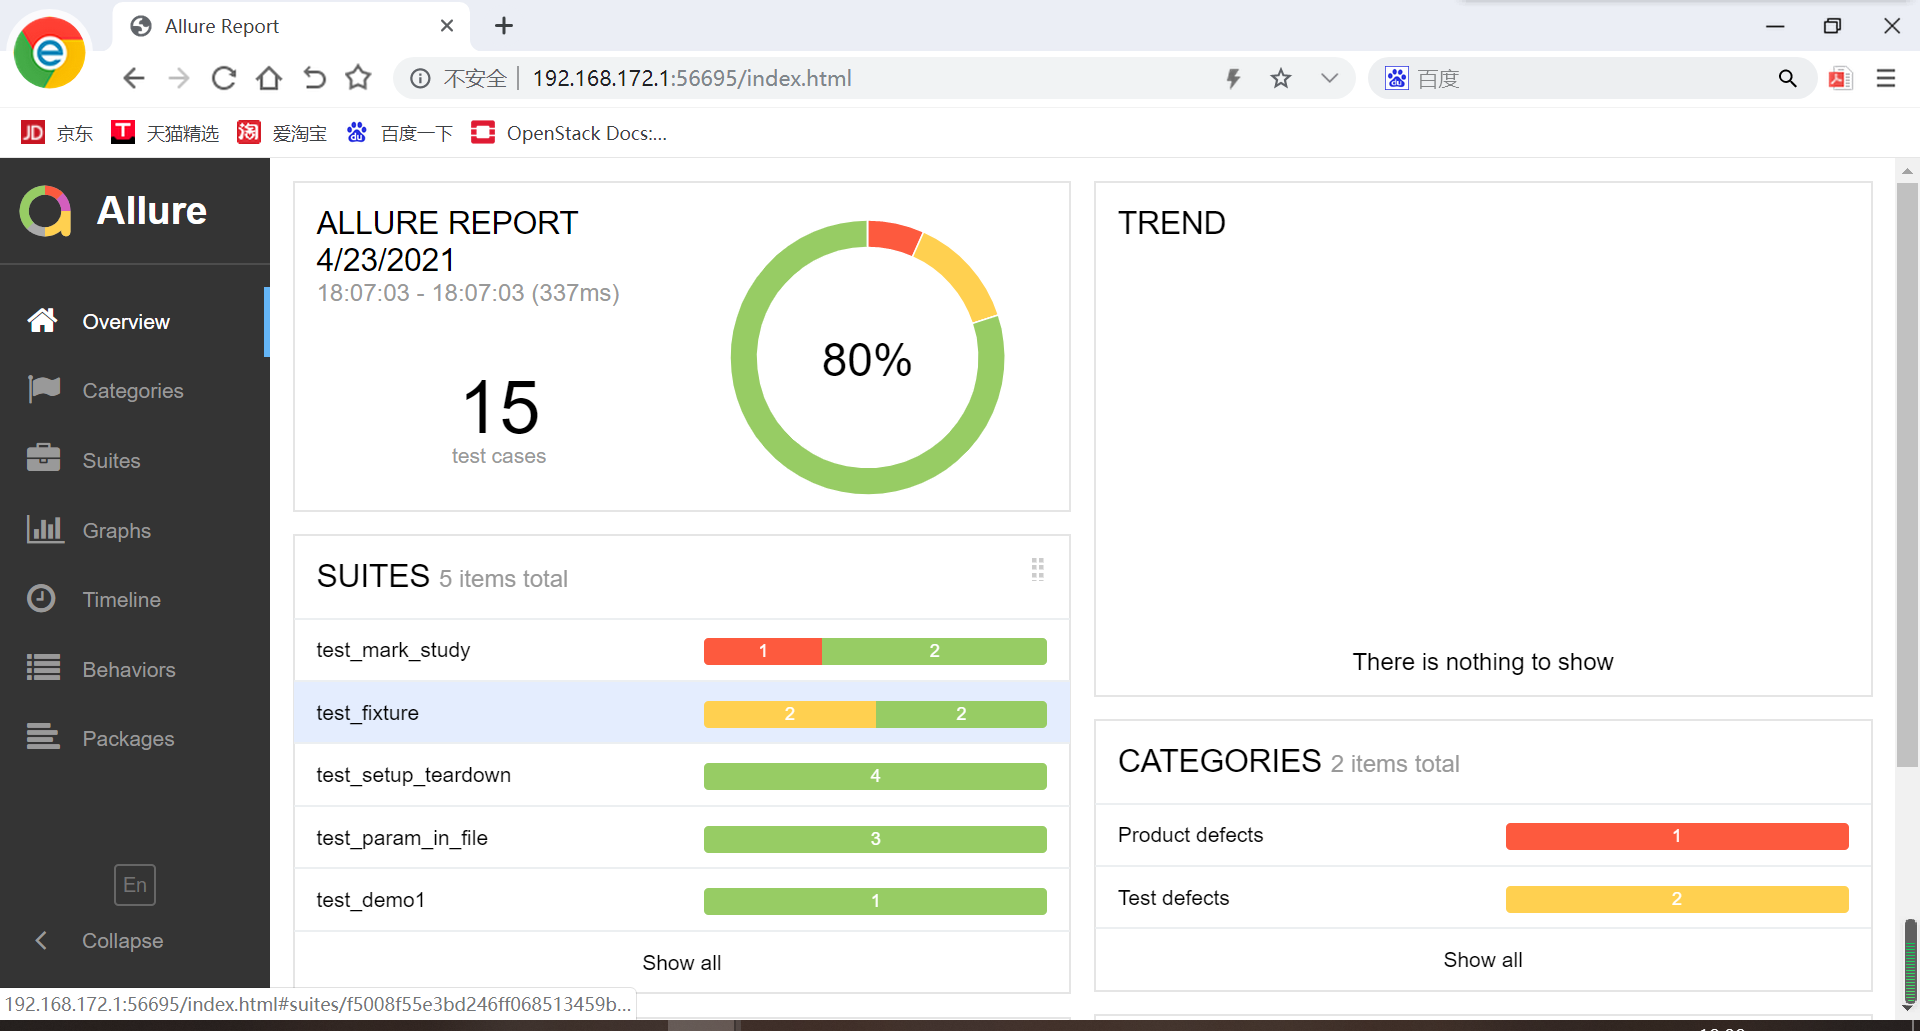 Allure Report
不安全 192.168.172.1:56695/index.html
百度
JD 京东 T 天猫精选 淘 爱淘宝 du 百度一下 OpenStack Docs:...
Allure
Overview
Categories
Suites
Graphs
Timeline
Behaviors
Packages
En
Collapse
ALLURE REPORT
4/23/2021
18:07:03 - 18:07:03 (337ms)
15
test cases
80%
SUITES 5 items total
test_mark_study 1 2
test_fixture 2 2
test_setup_teardown 4
test_param_in_file 3
test_demo1 1
Show all
TREND
There is nothing to show
CATEGORIES 2 items total
Product defects 1
Test defects 2
Show all
192.168.172.1:56695/index.html#suites/f5008f55e3bd246ff068513459b...